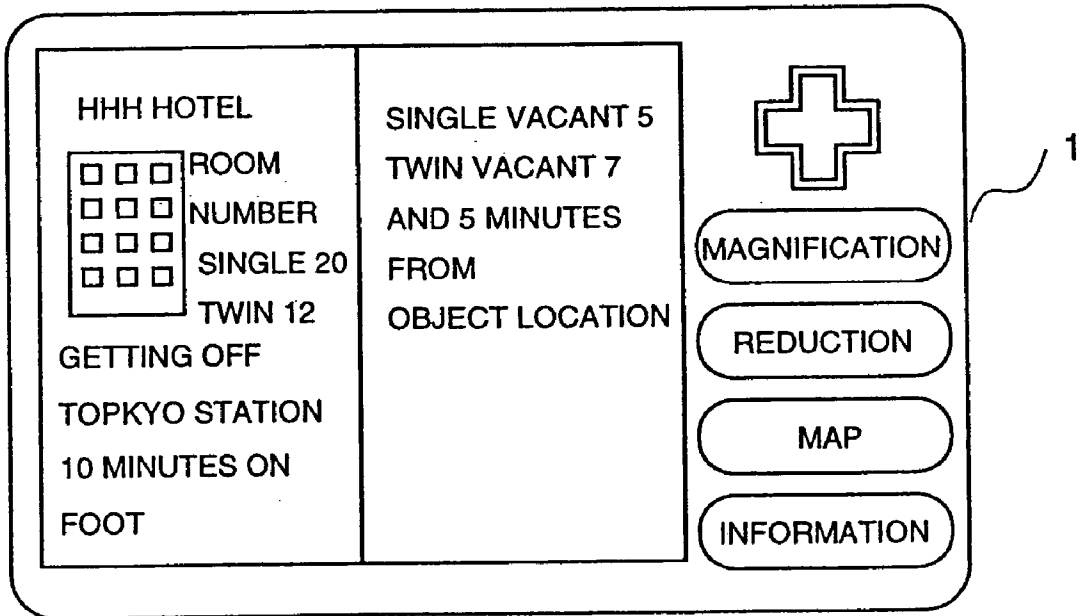 HHH HOTEL
ROOM
NUMBER
SINGLE 20
TWIN 12
GETTING OFF
TOPKYO STATION
10 MINUTES ON
FOOT
SINGLE VACANT 5
TWIN VACANT 7
AND 5 MINUTES
FROM
OBJECT LOCATION
MAGNIFICATION
REDUCTION
MAP
INFORMATION
1